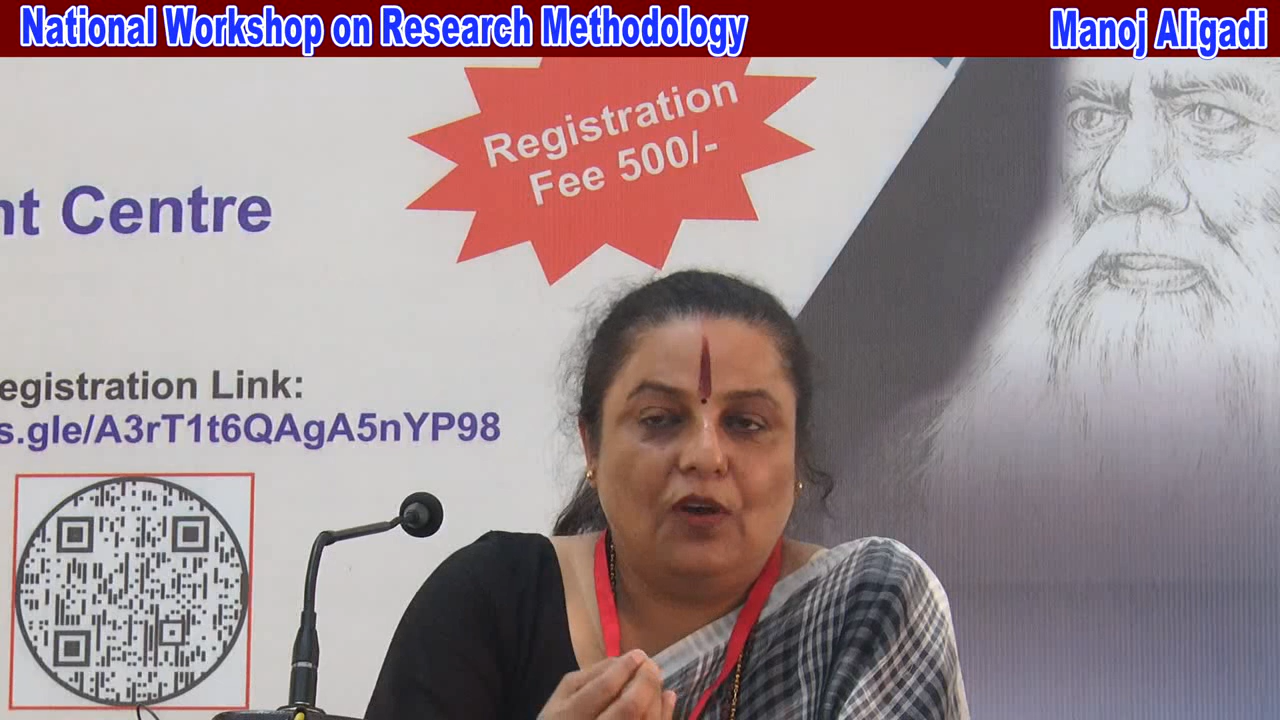 National Workshop on Research Methodology
Manoj Aligadi
Registration
Fee 500/-
nt Centre
egistration Link:
s.gle/A3rT1t6QAgA5nYP98